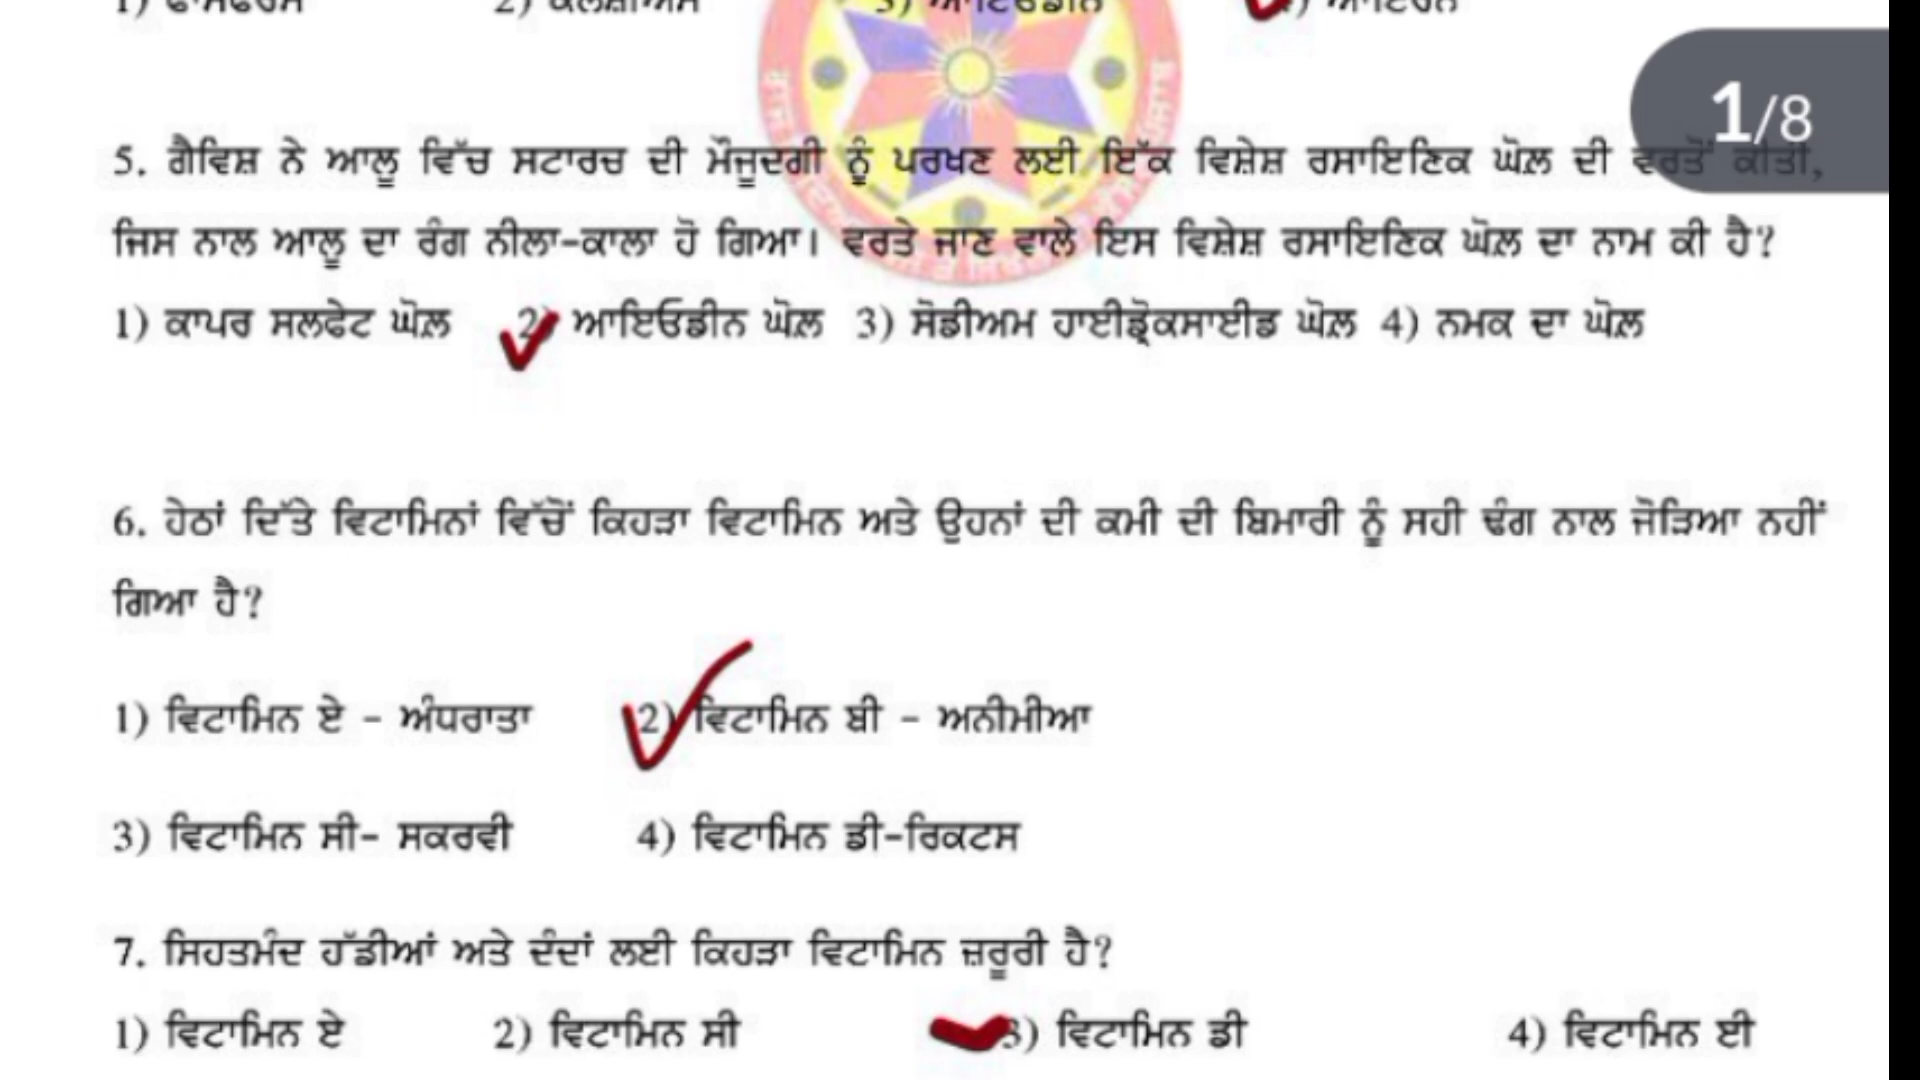 1/8
5. ਗੈਵਿਸ਼ ਨੇ ਆਲੂ ਵਿੱਚ ਸਟਾਰਚ ਦੀ ਮੌਜੂਦਗੀ ਨੂੰ ਪਰਖਣ ਲਈ ਇੱਕ ਵਿਸ਼ੇਸ਼ ਰਸਾਇਣਿਕ ਘੋਲ਼ ਦੀ ਵਰਤੋਂ ਕੀਤੀ,
ਜਿਸ ਨਾਲ ਆਲੂ ਦਾ ਰੰਗ ਨੀਲਾ-ਕਾਲਾ ਹੋ ਗਿਆ। ਵਰਤੇ ਜਾਣ ਵਾਲੇ ਇਸ ਵਿਸ਼ੇਸ਼ ਰਸਾਇਣਿਕ ਘੋਲ਼ ਦਾ ਨਾਮ ਕੀ ਹੈ?
1) ਕਾਪਰ ਸਲਫੇਟ ਘੋਲ਼ 2) ਆਇਓਡੀਨ ਘੋਲ਼ 3) ਸੋਡੀਅਮ ਹਾਈਡ੍ਰੋਕਸਾਈਡ ਘੋਲ਼ 4) ਨਮਕ ਦਾ ਘੋਲ਼
6. ਹੇਠਾਂ ਦਿੱਤੇ ਵਿਟਾਮਿਨਾਂ ਵਿੱਚੋਂ ਕਿਹੜਾ ਵਿਟਾਮਿਨ ਅਤੇ ਉਹਨਾਂ ਦੀ ਕਮੀ ਦੀ ਬਿਮਾਰੀ ਨੂੰ ਸਹੀ ਢੰਗ ਨਾਲ ਜੋੜਿਆ ਨਹੀਂ
ਗਿਆ ਹੈ?
1) ਵਿਟਾਮਿਨ ਏ - ਅੰਧਰਾਤਾ 2) ਵਿਟਾਮਿਨ ਬੀ - ਅਨੀਮੀਆ
3) ਵਿਟਾਮਿਨ ਸੀ- ਸਕਰਵੀ 4) ਵਿਟਾਮਿਨ ਡੀ-ਰਿਕਟਸ
7. ਸਿਹਤਮੰਦ ਹੱਡੀਆਂ ਅਤੇ ਦੰਦਾਂ ਲਈ ਕਿਹੜਾ ਵਿਟਾਮਿਨ ਜ਼ਰੂਰੀ ਹੈ?
1) ਵਿਟਾਮਿਨ ਏ 2) ਵਿਟਾਮਿਨ ਸੀ 3) ਵਿਟਾਮਿਨ ਡੀ 4) ਵਿਟਾਮਿਨ ਈ